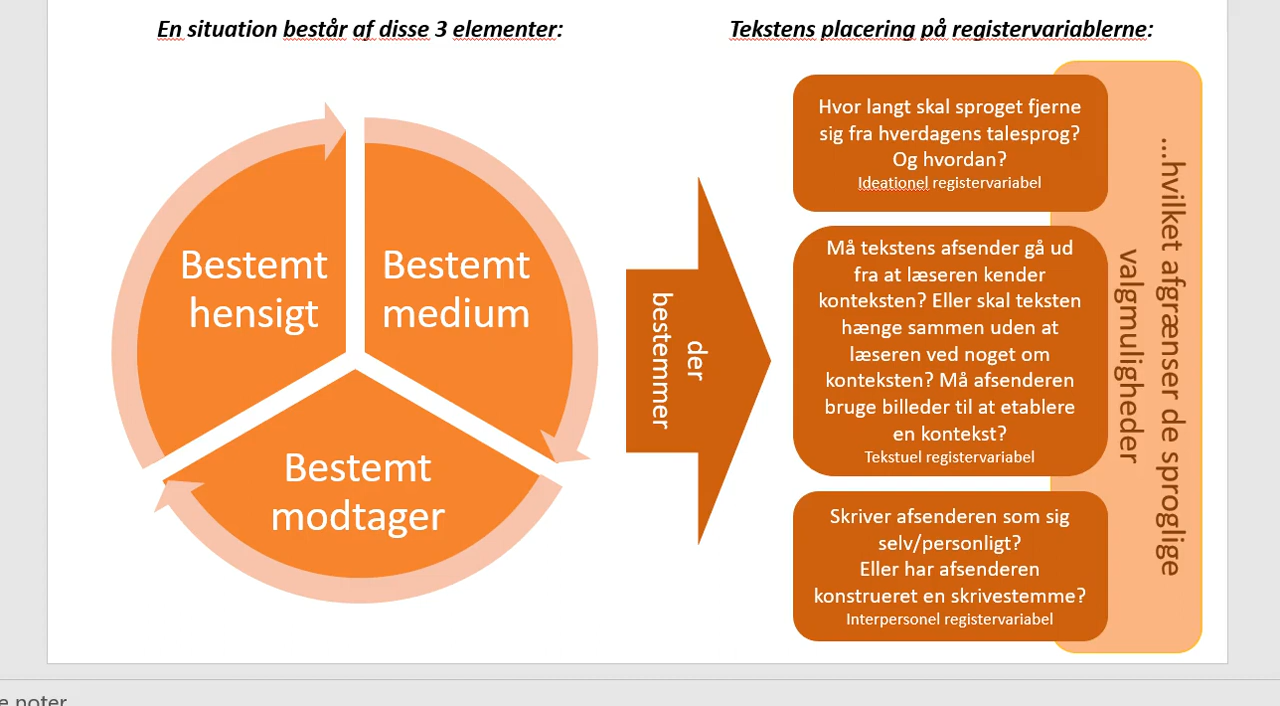 En situation består af disse 3 elementer:
Tekstens placering på registervariablerne:
Bestemt
hensigt
Bestemt
medium
Bestemt
modtager
der
bestemmer
Hvor langt skal sproget fjerne
sig fra hverdagens talesprog?
Og hvordan?
Ideationel registervariabel
Må tekstens afsender gå ud
fra at læseren kender
konteksten? Eller skal teksten
hænge sammen uden at
læseren ved noget om
konteksten? Må afsenderen
bruge billeder til at etablere
en kontekst?
Tekstuel registervariabel
Skriver afsenderen som sig
selv/personligt?
Eller har afsenderen
konstrueret en skrivestemme?
Interpersonel registervariabel
...hvilket afgrænser de sproglige
valgmuligheder
e noter